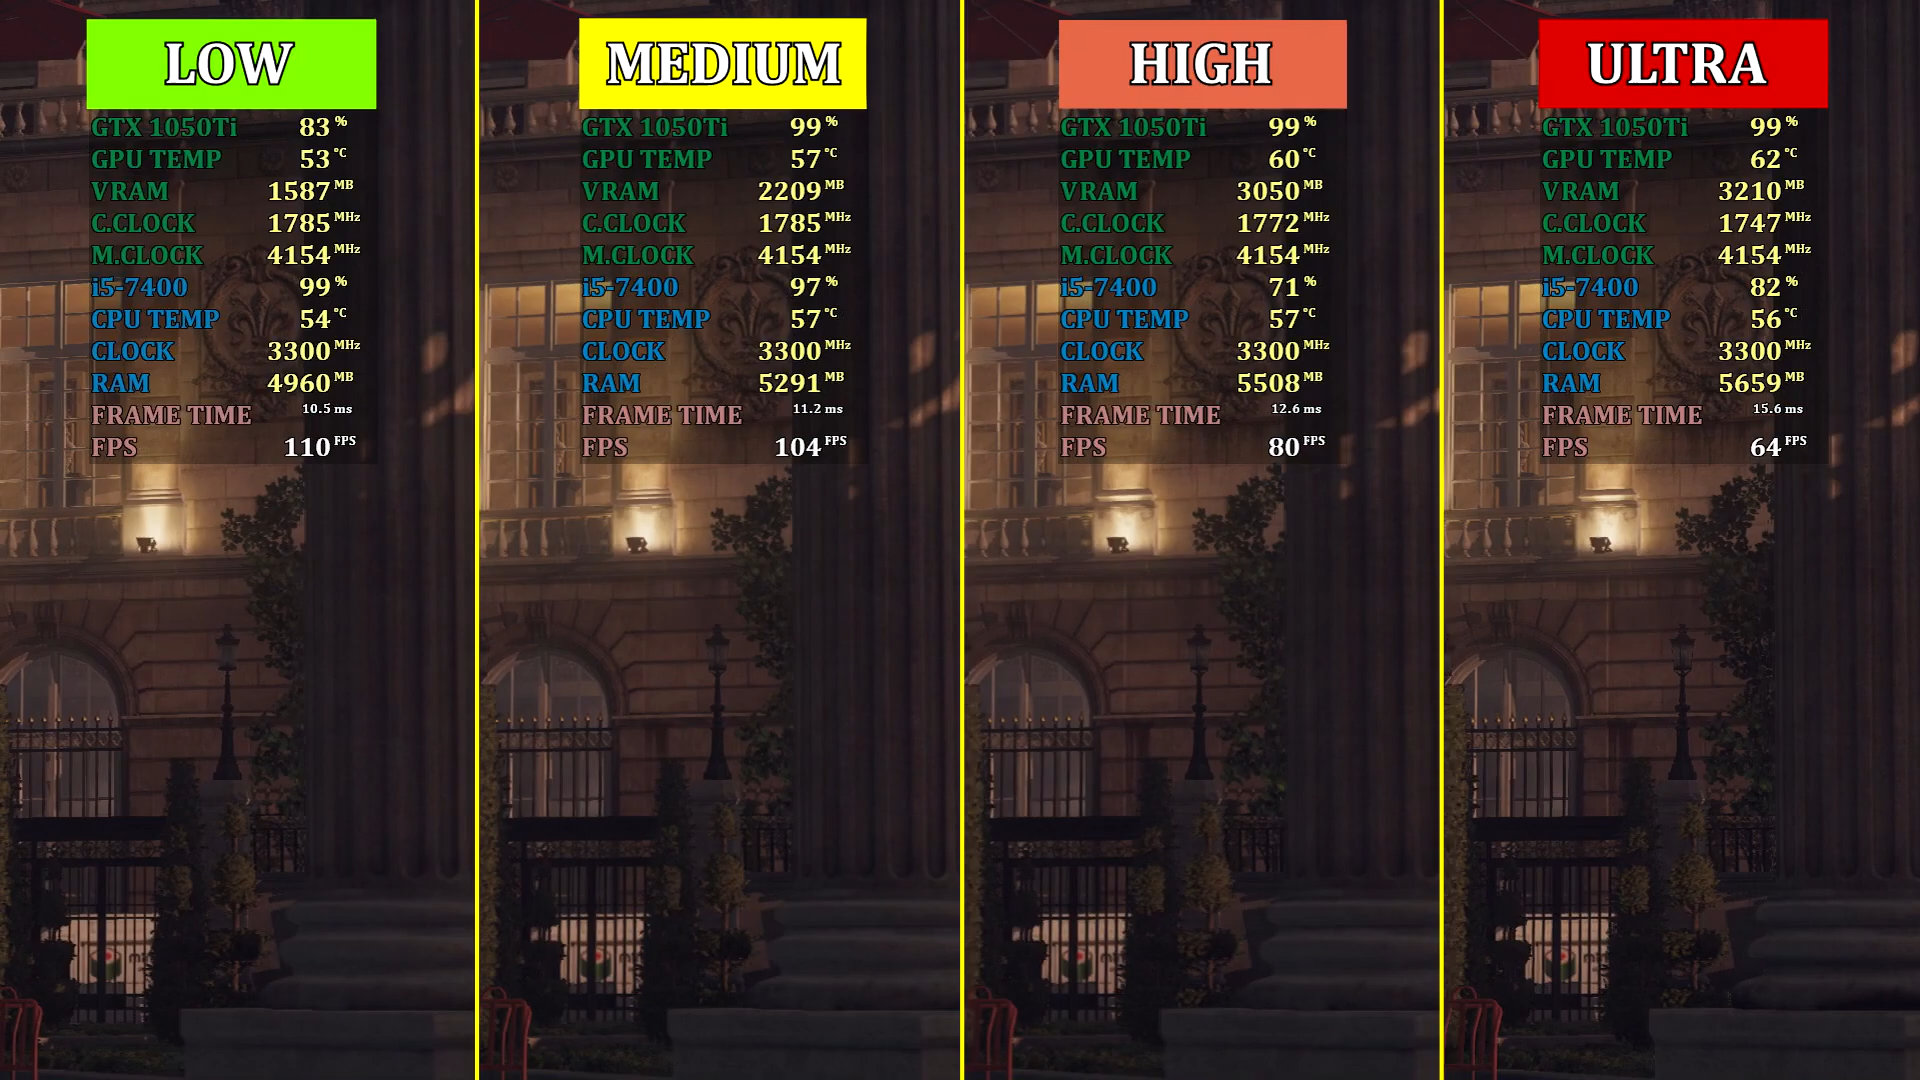 LOW
GTX 1050Ti 83 %
GPU TEMP 53 °C
VRAM 1587 MB
C.CLOCK 1785 MHz
M.CLOCK 4154 MHz
i5-7400 99 %
CPU TEMP 54 °C
CLOCK 3300 MHz
RAM 4960 MB
FRAME TIME 10.5 ms
FPS 110 FPS
MEDIUM
GTX 1050Ti 99 %
GPU TEMP 57 °C
VRAM 2209 MB
C.CLOCK 1785 MHz
M.CLOCK 4154 MHz
i5-7400 97 %
CPU TEMP 57 °C
CLOCK 3300 MHz
RAM 5291 MB
FRAME TIME 11.2 ms
FPS 104 FPS
HIGH
GTX 1050Ti 99 %
GPU TEMP 60 °C
VRAM 3050 MB
C.CLOCK 1772 MHz
M.CLOCK 4154 MHz
i5-7400 71 %
CPU TEMP 57 °C
CLOCK 3300 MHz
RAM 5508 MB
FRAME TIME 12.6 ms
FPS 80 FPS
ULTRA
GTX 1050Ti 99 %
GPU TEMP 62 °C
VRAM 3210 MB
C.CLOCK 1747 MHz
M.CLOCK 4154 MHz
i5-7400 82 %
CPU TEMP 56 °C
CLOCK 3300 MHz
RAM 5659 MB
FRAME TIME 15.6 ms
FPS 64 FPS